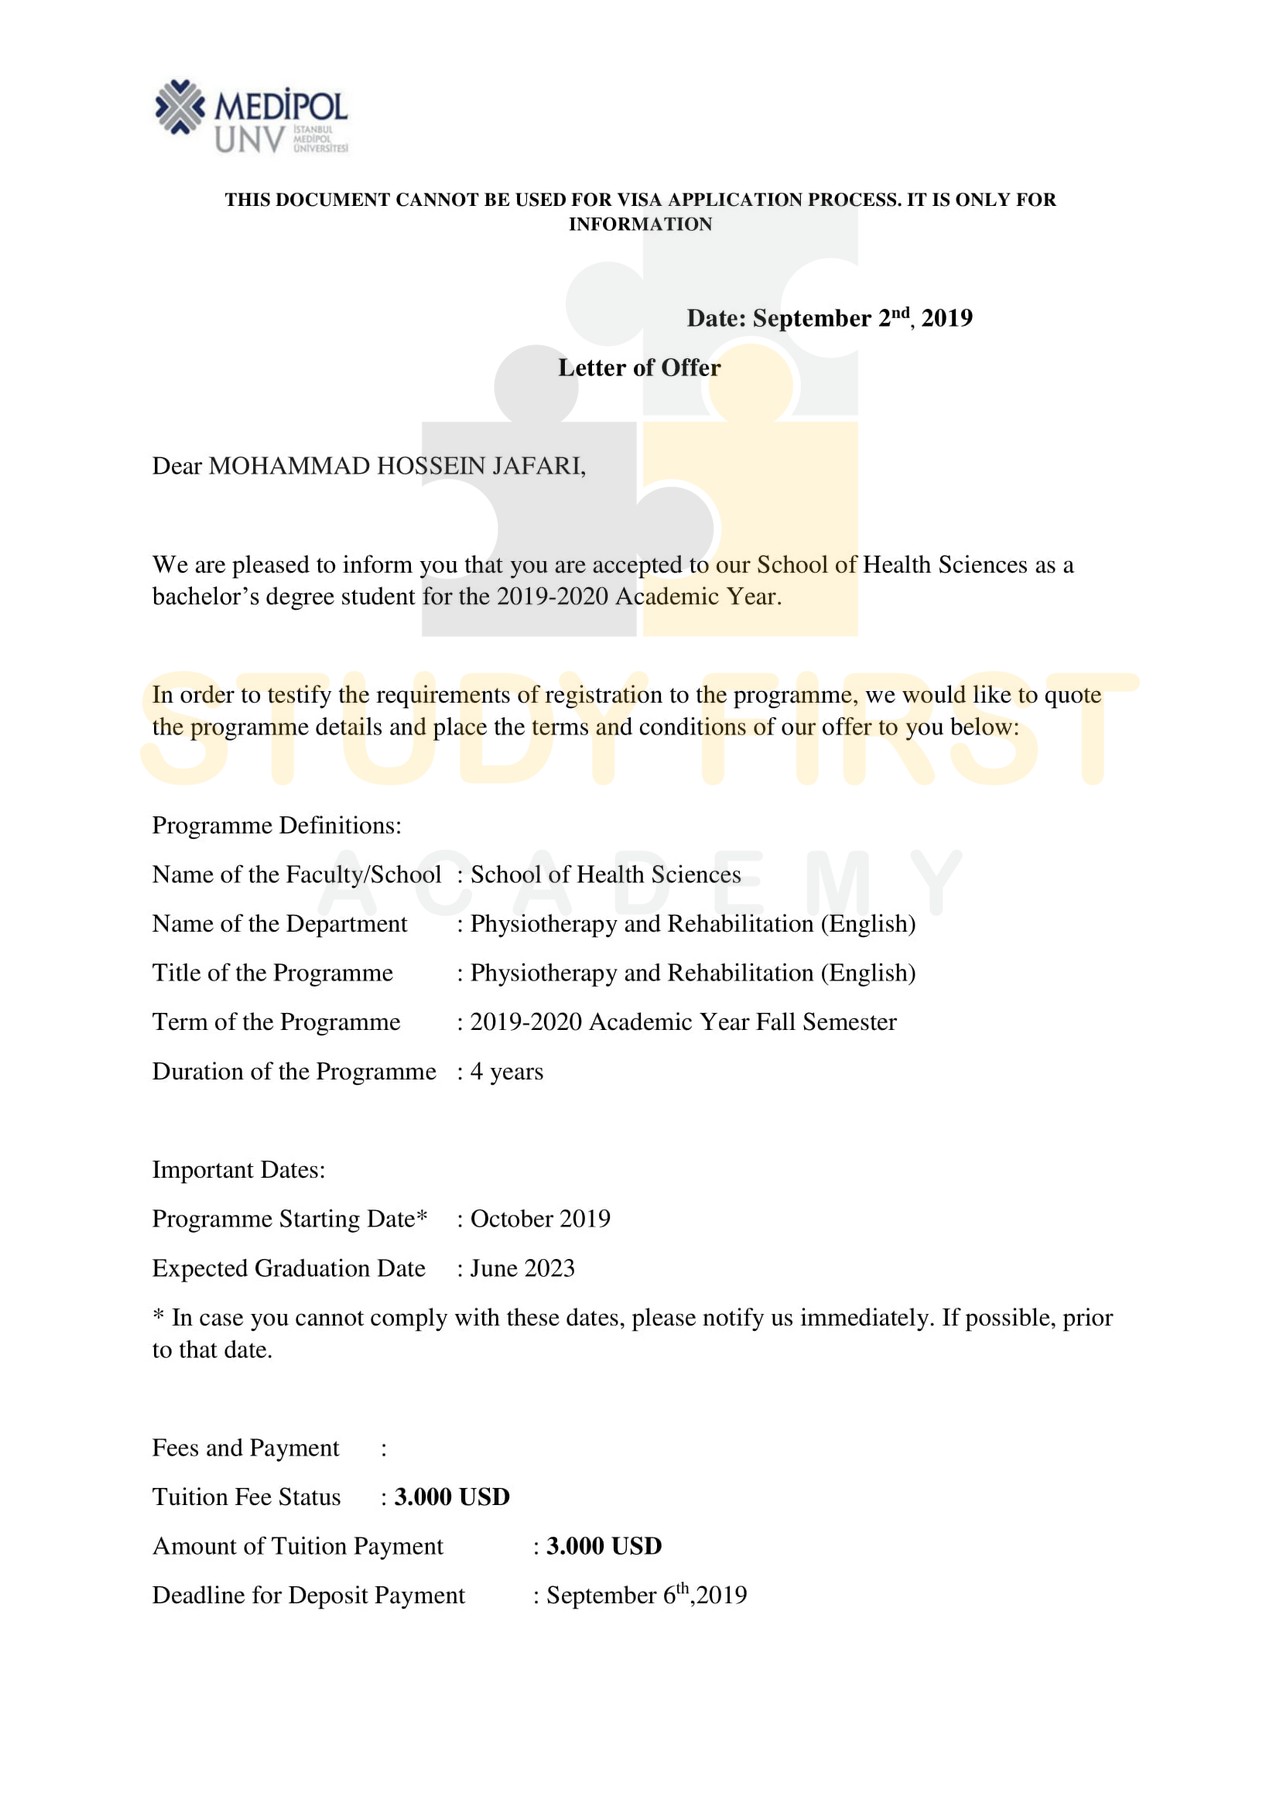 MEDİPOL
UNV İSTANBUL
MEDİPOL
ÜNİVERSİTESİ
THIS DOCUMENT CANNOT BE USED FOR VISA APPLICATION PROCESS. IT IS ONLY FOR
INFORMATION
Date: September 2nd, 2019
Letter of Offer
Dear MOHAMMAD HOSSEIN JAFARI,
We are pleased to inform you that you are accepted to our School of Health Sciences as a
bachelor’s degree student for the 2019-2020 Academic Year.
In order to testify the requirements of registration to the programme, we would like to quote
the programme details and place the terms and conditions of our offer to you below:
STUDY FIRST
Programme Definitions:
ACADEMY
Name of the Faculty/School : School of Health Sciences
Name of the Department : Physiotherapy and Rehabilitation (English)
Title of the Programme : Physiotherapy and Rehabilitation (English)
Term of the Programme : 2019-2020 Academic Year Fall Semester
Duration of the Programme : 4 years
Important Dates:
Programme Starting Date* : October 2019
Expected Graduation Date : June 2023
* In case you cannot comply with these dates, please notify us immediately. If possible, prior
to that date.
Fees and Payment :
Tuition Fee Status : 3.000 USD
Amount of Tuition Payment : 3.000 USD
Deadline for Deposit Payment : September 6th,2019